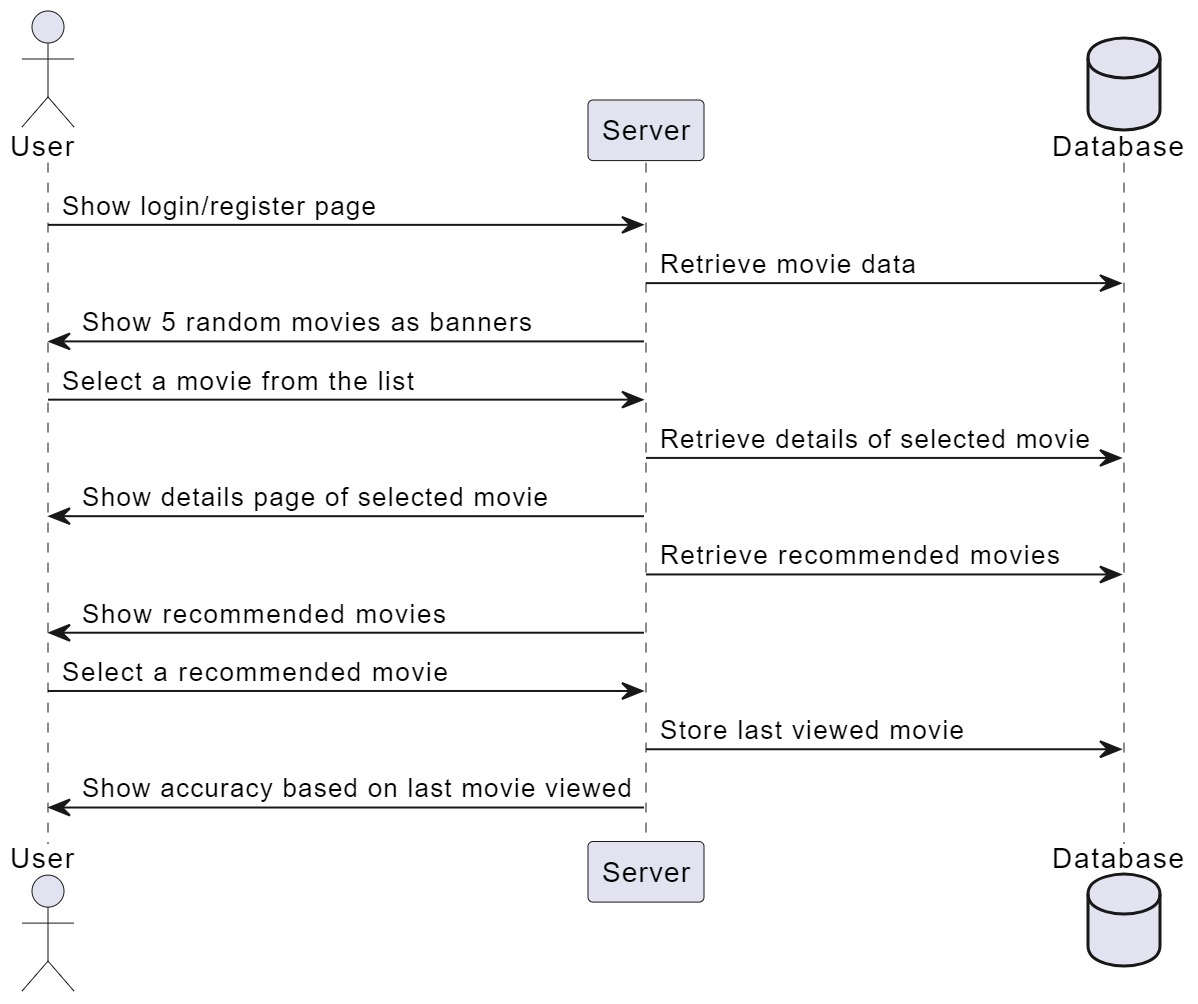 User
Server
Database
Show login/register page
Retrieve movie data
Show 5 random movies as banners
Select a movie from the list
Retrieve details of selected movie
Show details page of selected movie
Retrieve recommended movies
Show recommended movies
Select a recommended movie
Store last viewed movie
Show accuracy based on last movie viewed
User
Server
Database